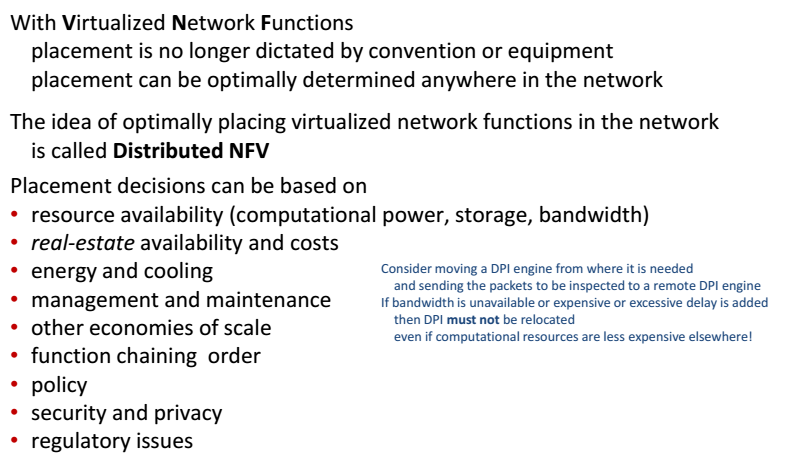 With Virtualized Network Functions
placement is no longer dictated by convention or equipment
placement can be optimally determined anywhere in the network
The idea of optimally placing virtualized network functions in the network
is called Distributed NFV
Placement decisions can be based on
• resource availability (computational power, storage, bandwidth)
• real-estate availability and costs
• energy and cooling
• management and maintenance
• other economies of scale
• function chaining order
• policy
• security and privacy
• regulatory issues
Consider moving a DPI engine from where it is needed
and sending the packets to be inspected to a remote DPI engine
If bandwidth is unavailable or expensive or excessive delay is added
then DPI must not be relocated
even if computational resources are less expensive elsewhere!